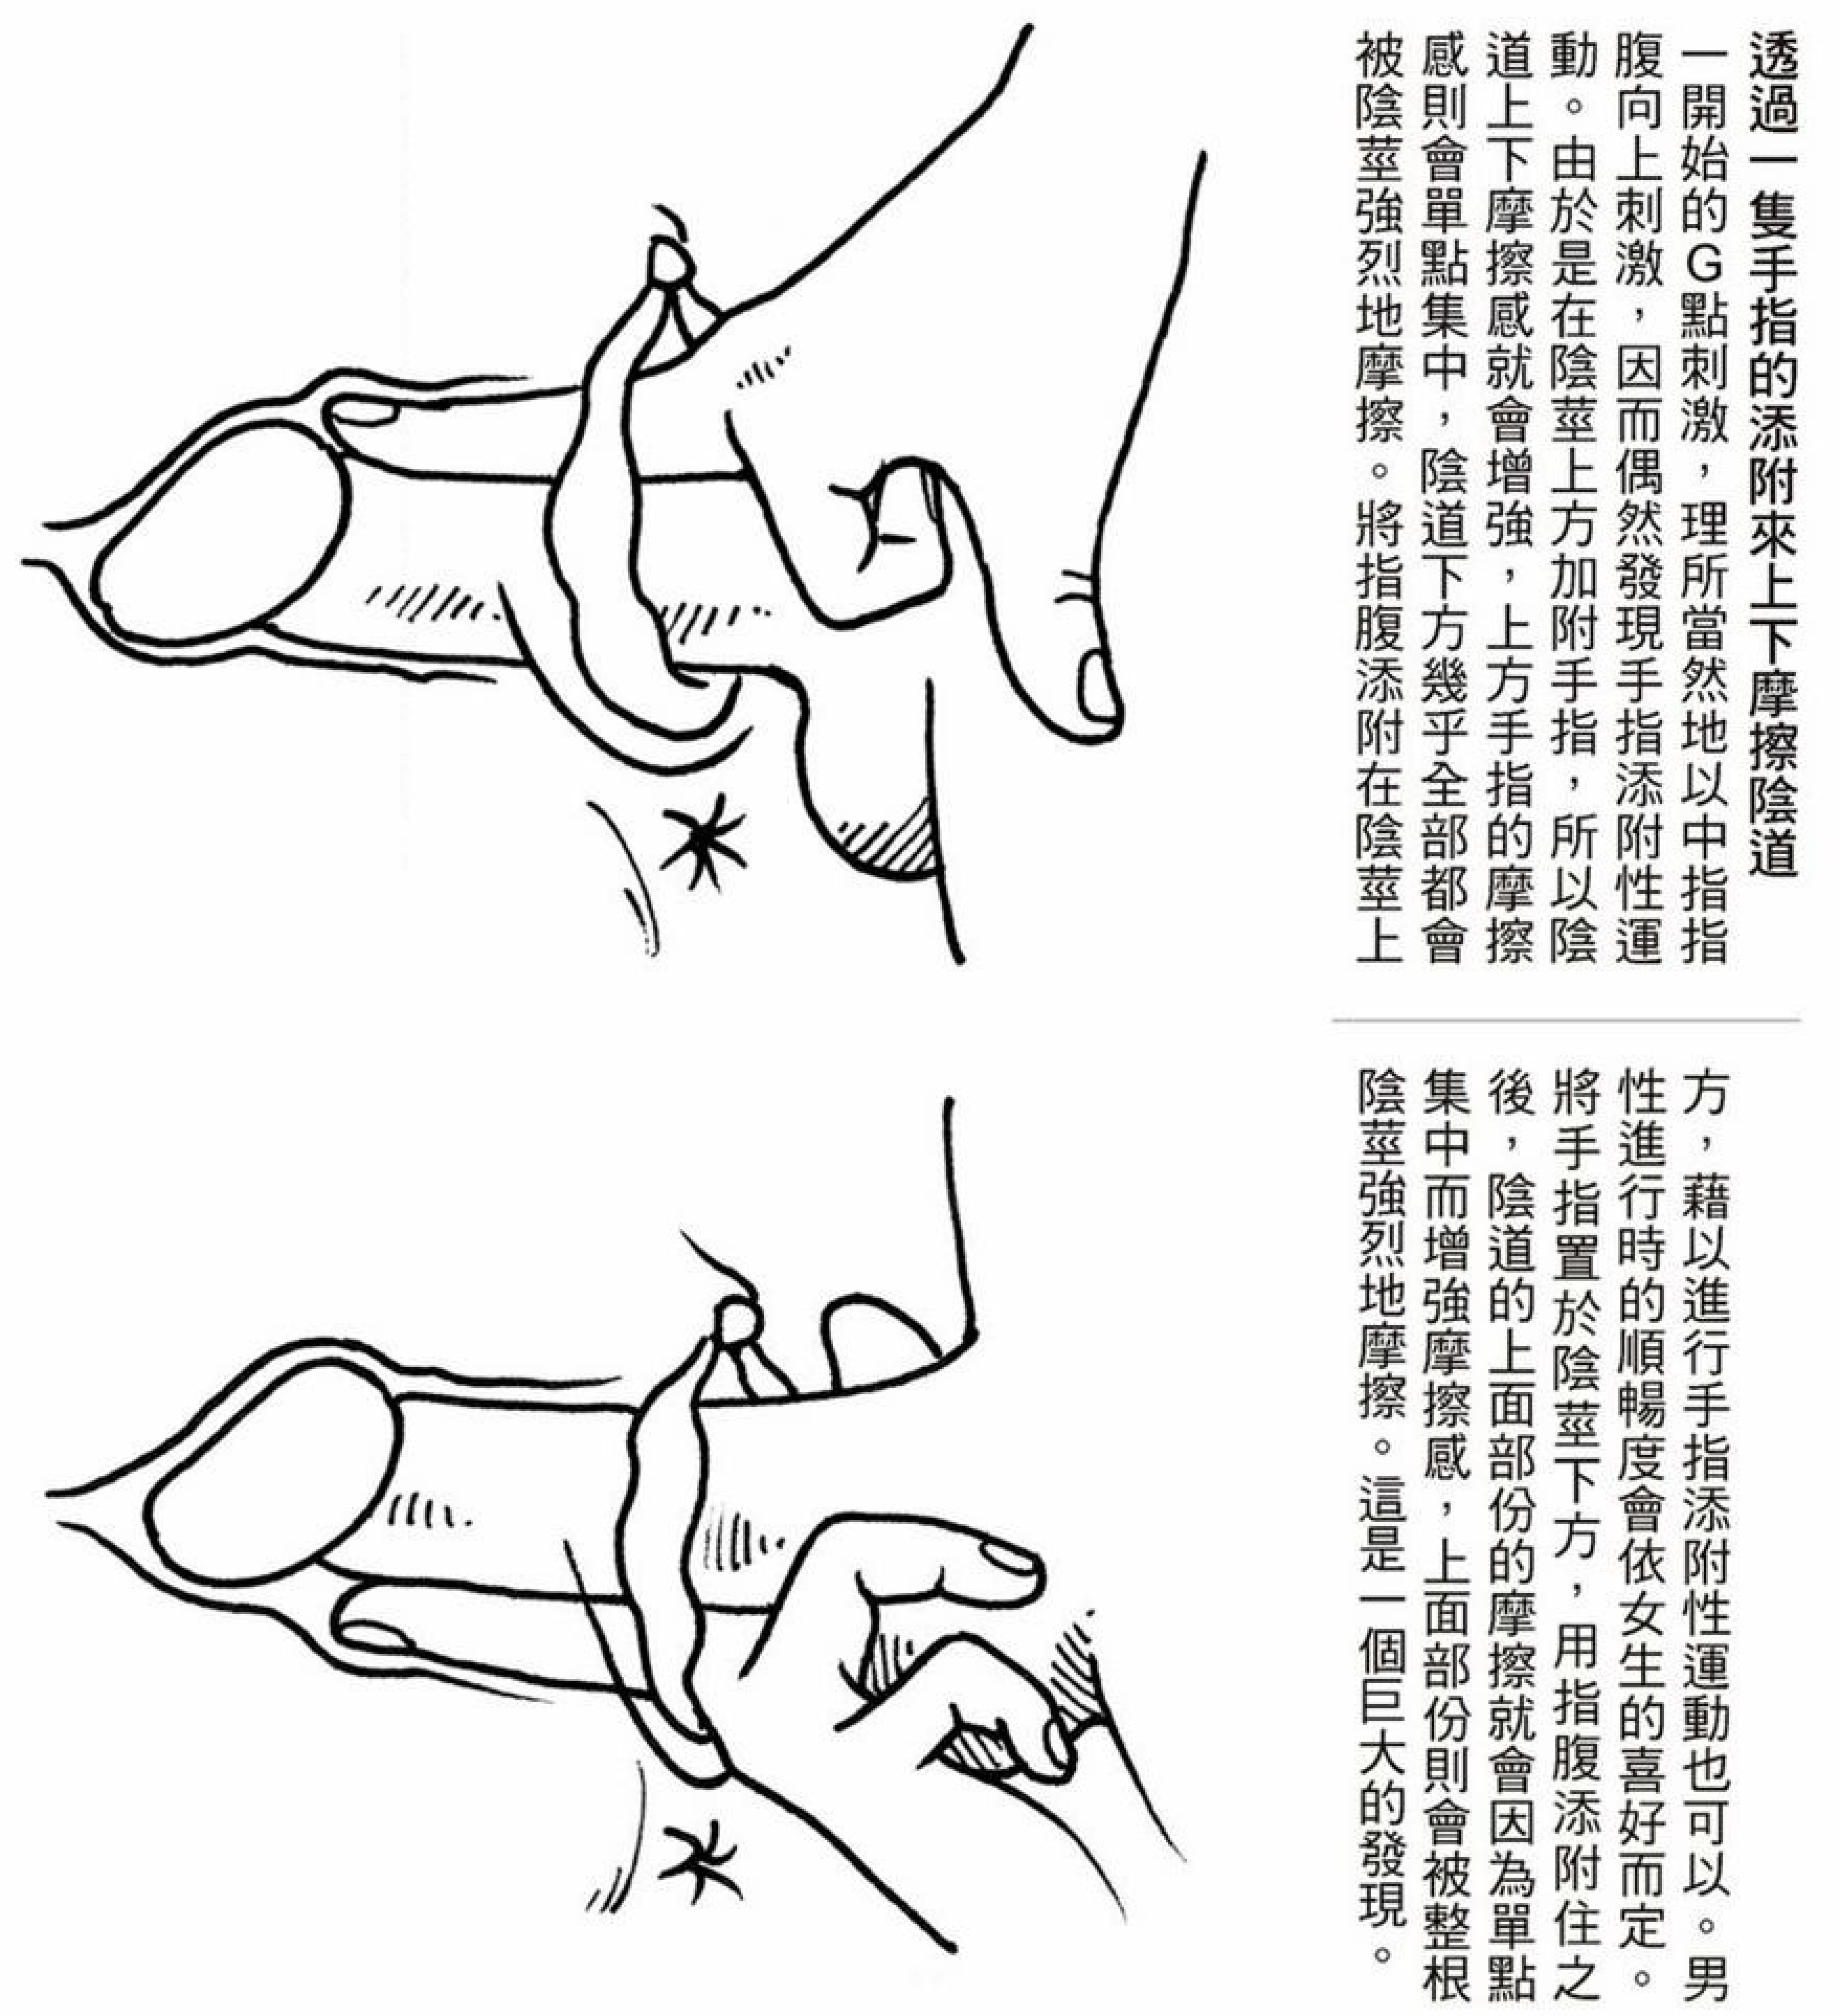 透過一隻手指的添附來上下摩擦陰道
一開始的G點刺激，理所當然地以中指指
腹向上刺激，因而偶然發現手指添附性運
動。由於是在陰莖上方加附手指，所以陰
道上下摩擦感就會增強，上方手指的摩擦
感則會單點集中，陰道下方幾乎全部都會
被陰莖強烈地摩擦。將指腹添附在陰莖上
方，藉以進行手指添附性運動也可以。男
性進行時的順暢度會依女生的喜好而定。
將手指置於陰莖下方，用指腹添附住之
後，陰道的上面部份的摩擦就會因為單點
集中而增強摩擦感，上面部份則會被整根
陰莖強烈地摩擦。這是一個巨大的發現。